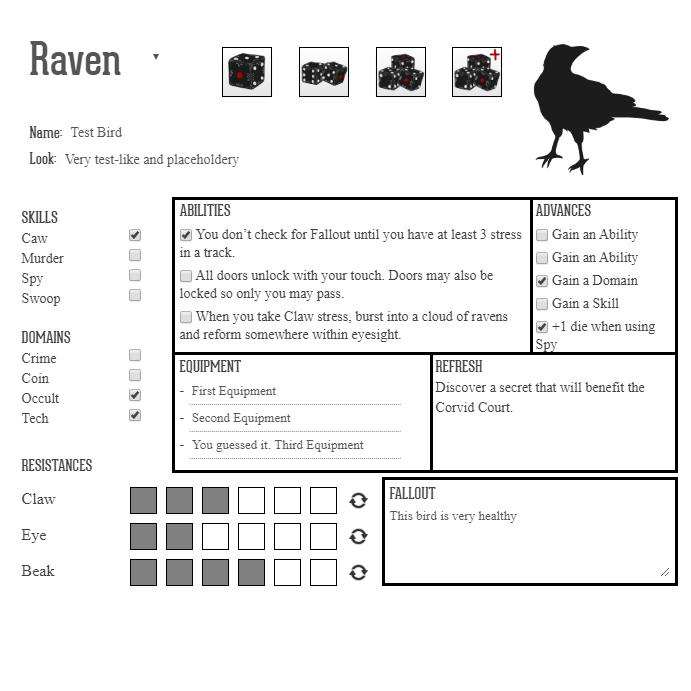 Raven
Name: Test Bird
Look: Very test-like and placeholdery
SKILLS
Caw
Murder
Spy
Swoop
DOMAINS
Crime
Coin
Occult
Tech
ABILITIES
You don't check for Fallout until you have at least 3 stress
in a track.
All doors unlock with your touch. Doors may also be
locked so only you may pass.
When you take Claw stress, burst into a cloud of ravens
and reform somewhere within eyesight.
ADVANCES
Gain an Ability
Gain an Ability
Gain a Domain
Gain a Skill
+1 die when using
Spy
EQUIPMENT
- First Equipment
- Second Equipment
- You guessed it. Third Equipment
REFRESH
Discover a secret that will benefit the
Corvid Court.
RESISTANCES
Claw
Eye
Beak
FALLOUT
This bird is very healthy